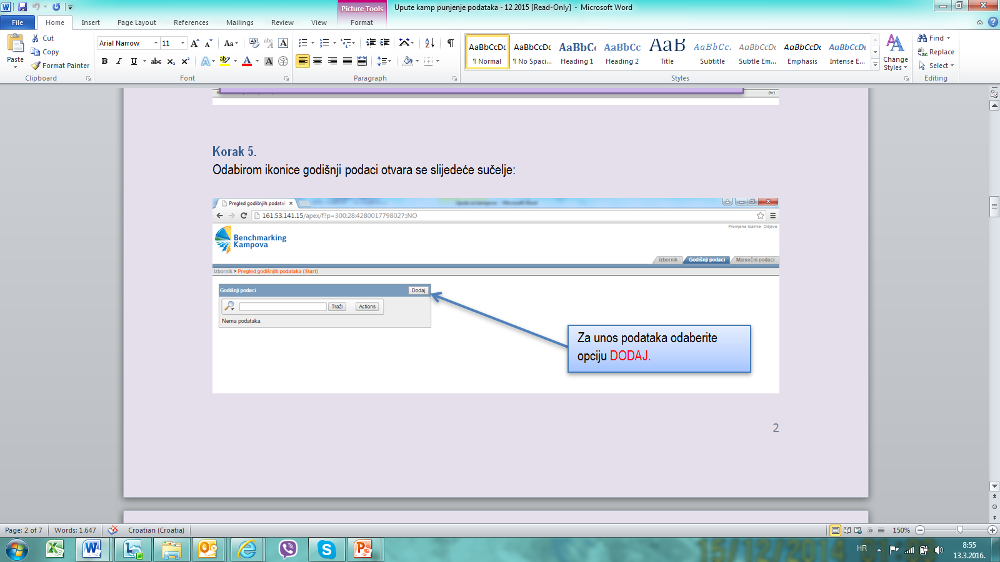 Upute kamp punjenje podataka - 12 2015 [Read-Only] - Microsoft Word
Picture Tools
File Home Insert Page Layout References Mailings Review View Format
Paste
Cut
Copy
Format Painter
Clipboard
Arial Narrow 11
Font
Paragraph
AaBbCcDc AaBbCcDc AaBbC AaBbCc AaB AaBbCc. AaBbCcDc AaBbCcDc AaBbCcDc
¶ Normal ¶ No Spaci... Heading 1 Heading 2 Title Subtitle Subtle Em... Emphasis Intense E...
Styles
Change Styles
Find
Replace
Select
Editing
(hr)
Korak 5.
Odabirom ikonice godišnji podaci otvara se slijedeće sučelje:
Pregled godišnjih podata
161.53.141.15/apex/f?p=300:28:4280017798027::NO
Promjena lozinke Odjava
Benchmarking
Kampova
Izbornik Godišnji podaci Mjesečni podaci
Izbornik > Pregled godišnjih podataka (Start)
Godišnji podaci Dodaj
Traži Actions
Nema podataka.
Za unos podataka odaberite
opciju DODAJ.
2
Page: 2 of 7 Words: 1.647 Croatian (Croatia) 150%
HR
8:55
13.3.2016.